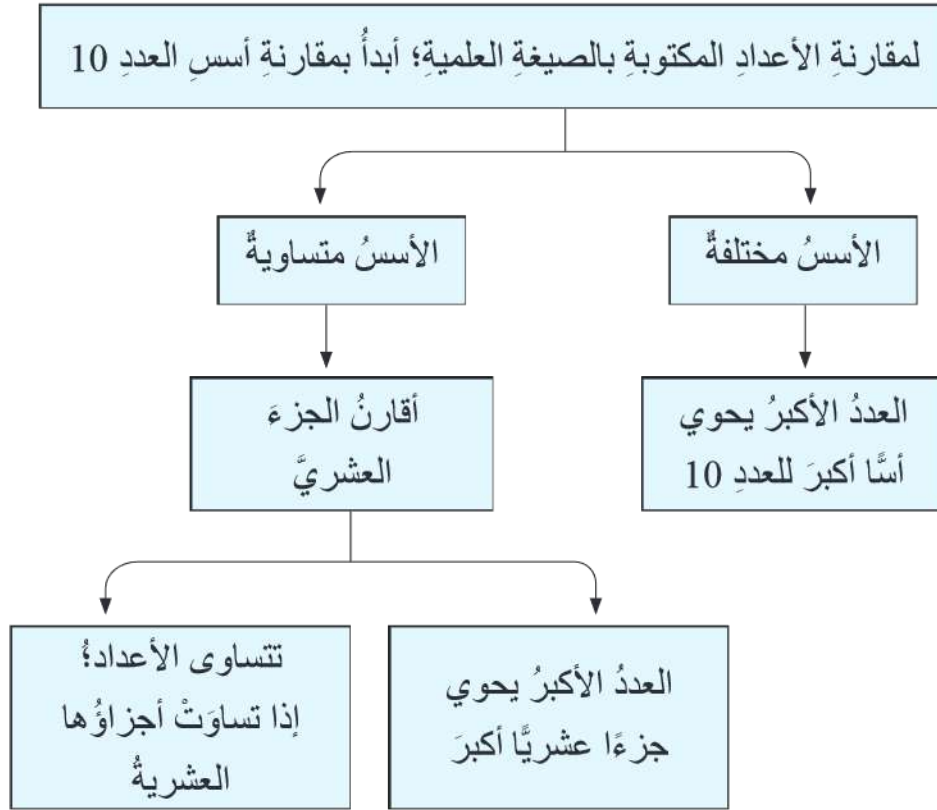 لمقارنةِ الأعدادِ المكتوبةِ بالصيغةِ العلميةِ؛ أبدأُ بمقارنةِ أسسِ العددِ 10
الأسسُ مختلفةٌ
الأسسُ متساويةٌ
العددُ الأكبرُ يحوي
أسًّا أكبرَ للعددِ 10
أقارنُ الجزءَ
العشريَّ
العددُ الأكبرُ يحوي
جزءًا عشريًّا أكبرَ
تتساوى الأعدادُ؛
إذا تساوَتْ أجزاؤُها
العشريةُ